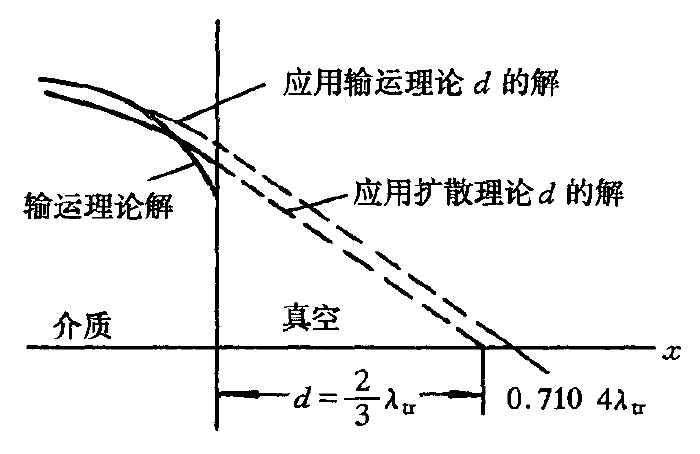 应用输运理论 d 的解
应用扩散理论 d 的解
输运理论解
介质
真空
x
d = 2/3 λtr
0.710 4λtr